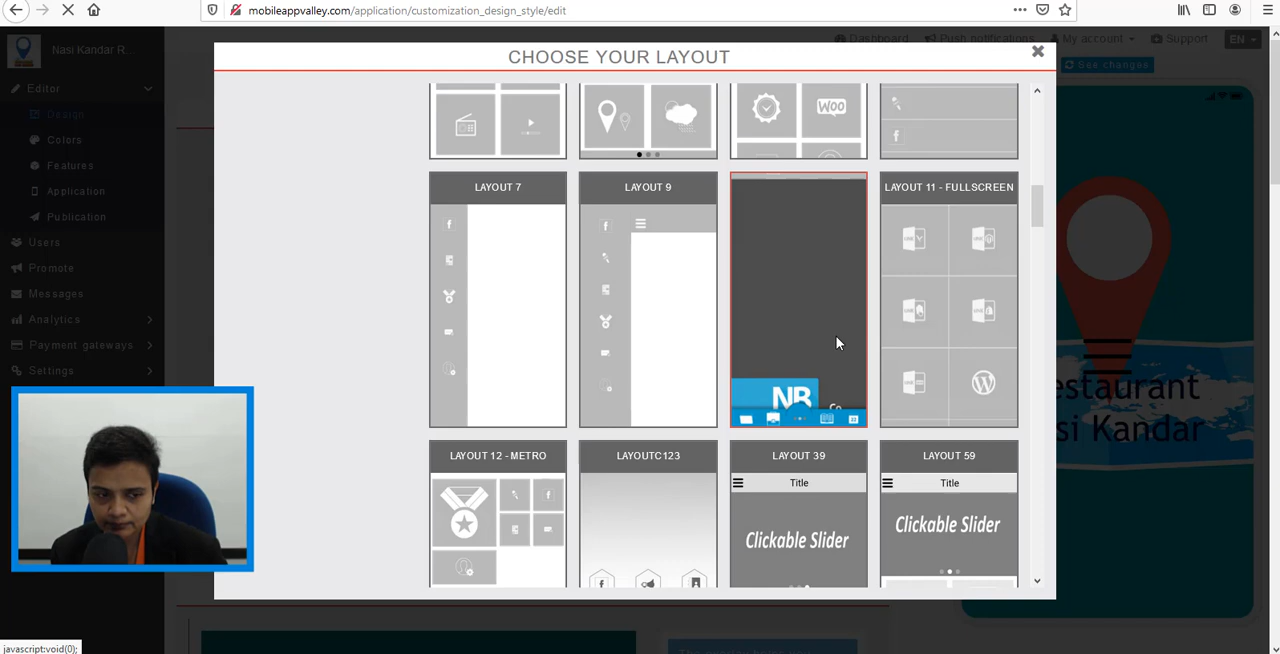 mobileappvalley.com/application/customization_design_style/edit
Nasi Kandar R...
Dashboard
Push notifications
My account
Support
EN
See changes
CHOOSE YOUR LAYOUT
Editor
Design
Colors
Features
Application
Publication
Users
Promote
Messages
Analytics
Payment gateways
Settings
WOO
LAYOUT 7
LAYOUT 9
LAYOUT 11 - FULLSCREEN
NB
LAYOUT 12 - METRO
LAYOUTC123
LAYOUT 39
LAYOUT 59
Title
Title
Clickable Slider
Clickable Slider
javascript:void(0);